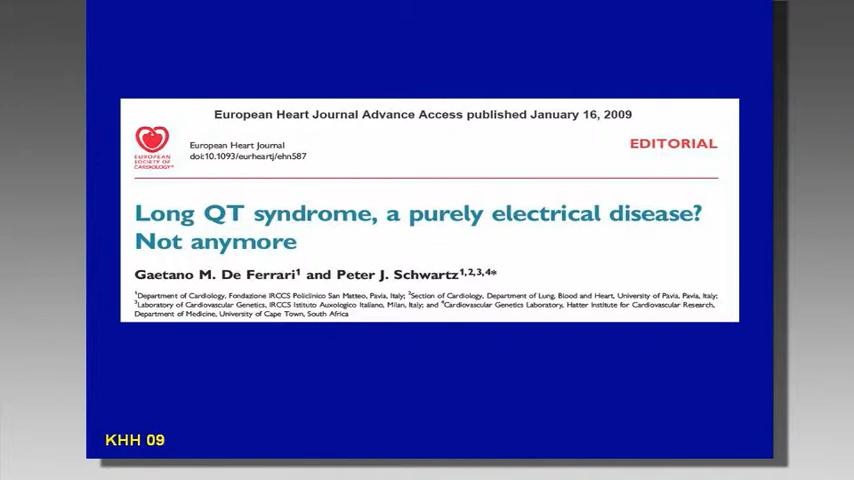 European Heart Journal Advance Access published January 16, 2009
EUROPEAN
SOCIETY OF
CARDIOLOGY®
European Heart Journal
doi:10.1093/eurheartj/ehn587
EDITORIAL
Long QT syndrome, a purely electrical disease?
Not anymore
Gaetano M. De Ferrari1 and Peter J. Schwartz1,2,3,4*
1Department of Cardiology, Fondazione IRCCS Policlinico San Matteo, Pavia, Italy; 2Section of Cardiology, Department of Lung, Blood and Heart, University of Pavia, Pavia, Italy;
3Laboratory of Cardiovascular Genetics, IRCCS Istituto Auxologico Italiano, Milan, Italy; and 4Cardiovascular Genetics Laboratory, Hatter Institute for Cardiovascular Research,
Department of Medicine, University of Cape Town, South Africa
KHH 09